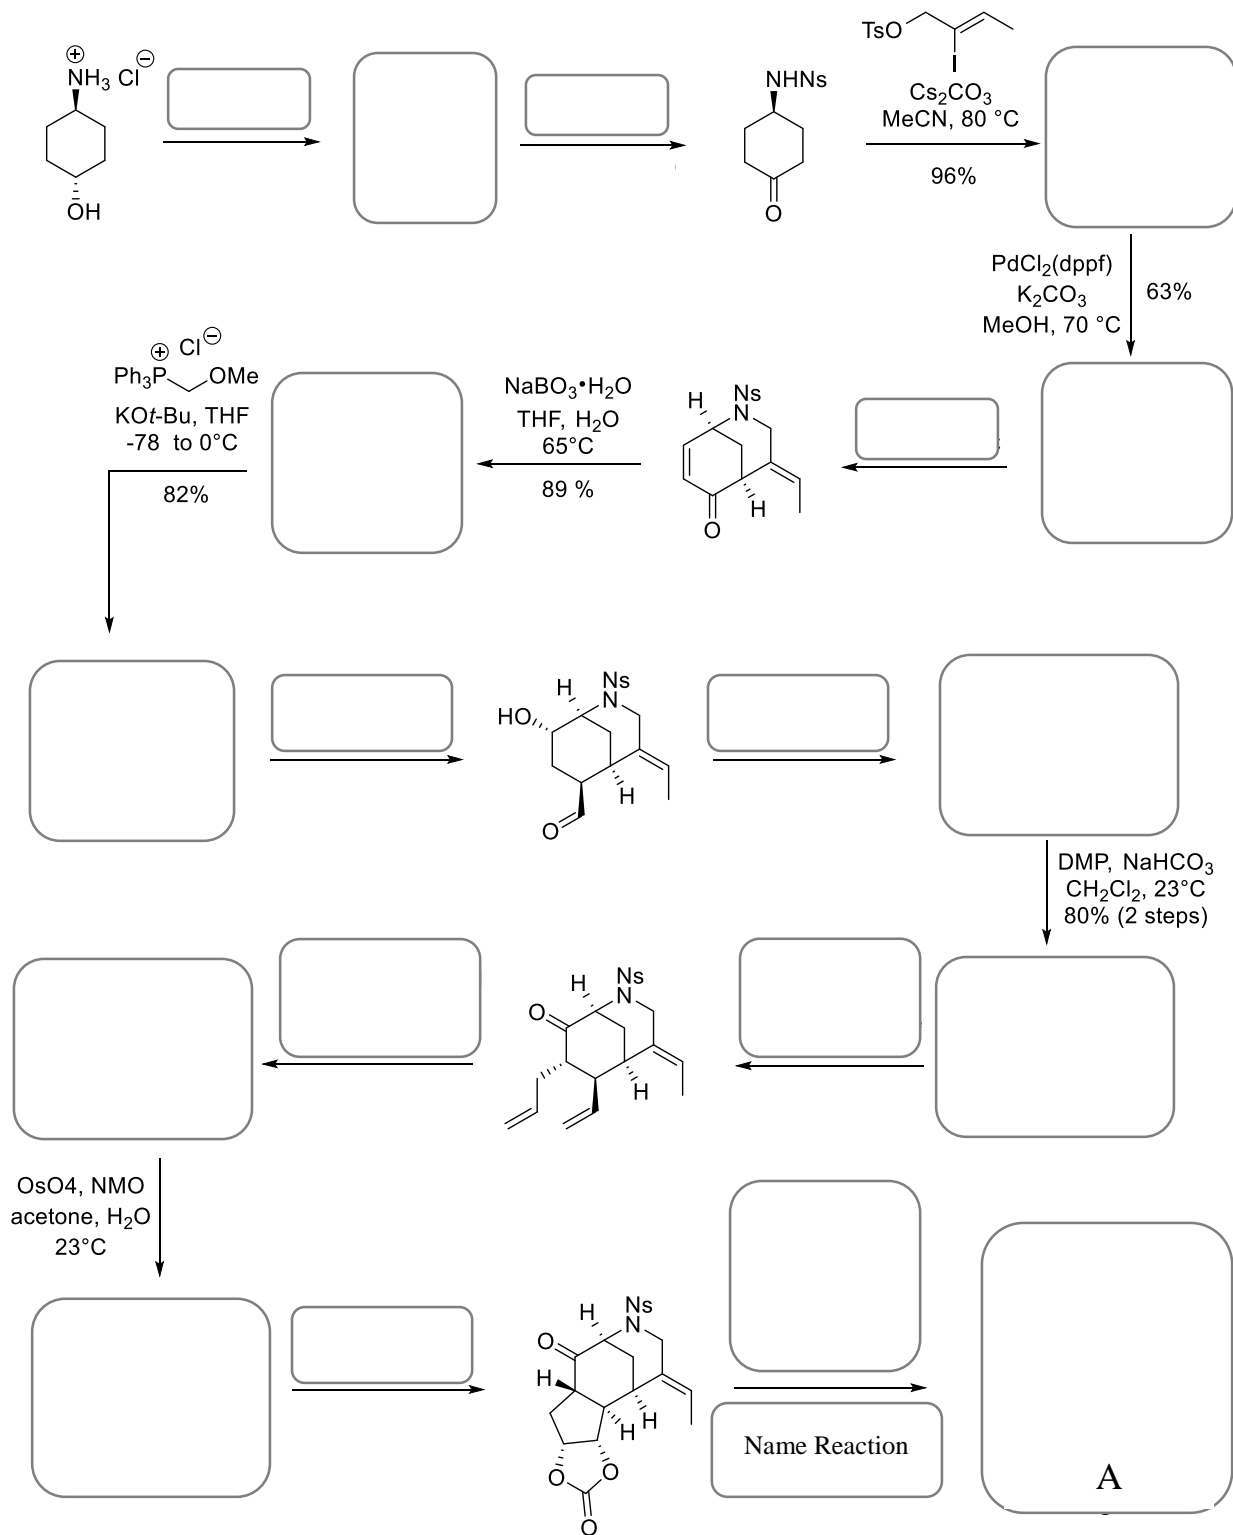 ⊕
NH3 Cl⊖
OH
NHNs
O
TsO
I
Cs2CO3
MeCN, 80 °C
96%
PdCl2(dppf)
K2CO3
MeOH, 70 °C
63%
⊕ Cl⊖
Ph3P OMe
KOt-Bu, THF
-78 to 0°C
82%
NaBO3•H2O
THF, H2O
65°C
89 %
Ns
H
N
H
O
Ns
H
N
HO
H
O
DMP, NaHCO3
CH2Cl2, 23°C
80% (2 steps)
Ns
H
N
O
H
OsO4, NMO
acetone, H2O
23°C
Ns
H
N
O
H
H
H
O
O
O
Name Reaction
A